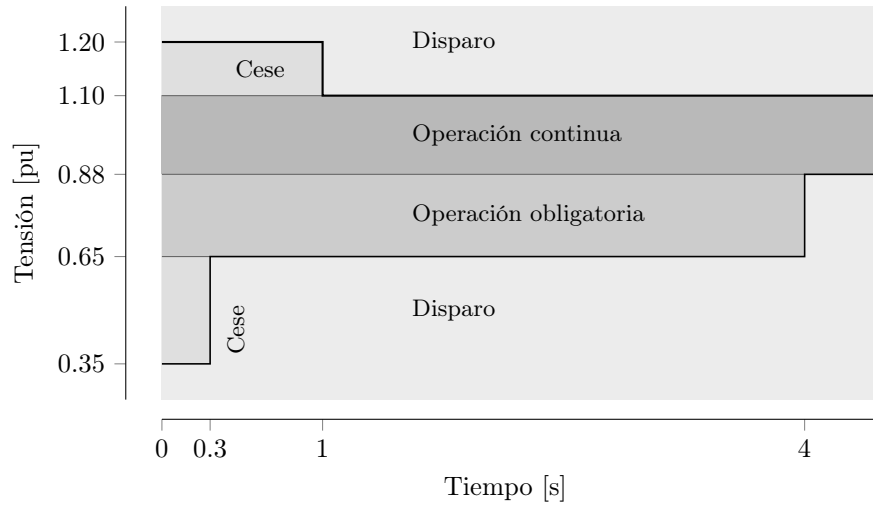 1.20
Disparo
Cese
1.10
Operación continua
0.88
Operación obligatoria
0.65
Disparo
Cese
0.35
Tensión [pu]
0 0.3 1 4
Tiempo [s]